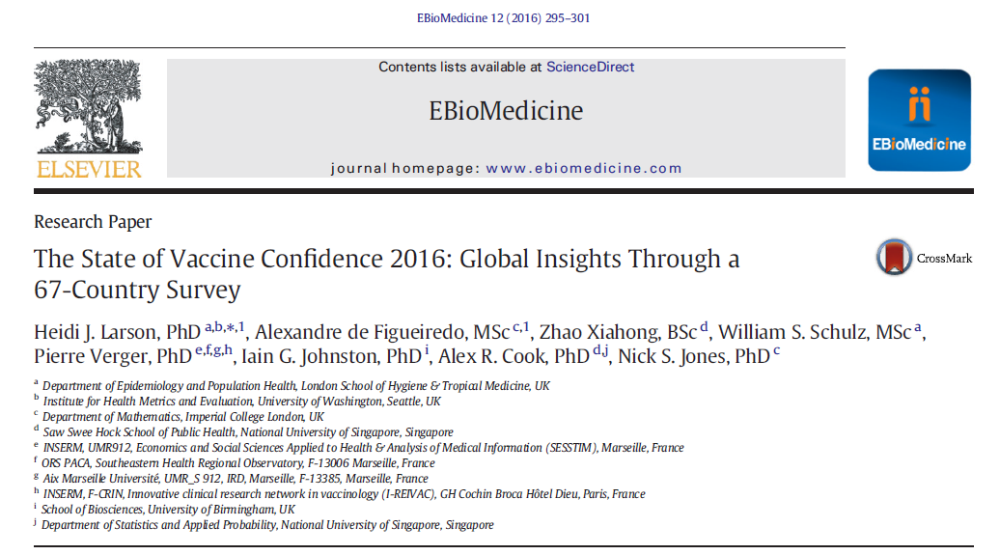 EBioMedicine 12 (2016) 295–301
Contents lists available at ScienceDirect
EBioMedicine
journal homepage: www.ebiomedicine.com
ELSEVIER
EBioMedicine
Research Paper
The State of Vaccine Confidence 2016: Global Insights Through a
67-Country Survey
CrossMark
Heidi J. Larson, PhD a,b,*,1, Alexandre de Figueiredo, MSc c,1, Zhao Xiahong, BSc d, William S. Schulz, MSc a,
Pierre Verger, PhD e,f,g,h, Iain G. Johnston, PhD i, Alex R. Cook, PhD d,j, Nick S. Jones, PhD c
a Department of Epidemiology and Population Health, London School of Hygiene & Tropical Medicine, UK
b Institute for Health Metrics and Evaluation, University of Washington, Seattle, UK
c Department of Mathematics, Imperial College London, UK
d Saw Swee Hock School of Public Health, National University of Singapore, Singapore
e INSERM, UMR912, Economics and Social Sciences Applied to Health & Analysis of Medical Information (SESSTIM), Marseille, France
f ORS PACA, Southeastern Health Regional Observatory, F-13006 Marseille, France
g Aix Marseille Université, UMR_S 912, IRD, Marseille, F-13385, Marseille, France
h INSERM, F-CRIN, Innovative clinical research network in vaccinology (I-REIVAC), GH Cochin Broca Hôtel Dieu, Paris, France
i School of Biosciences, University of Birmingham, UK
j Department of Statistics and Applied Probability, National University of Singapore, Singapore